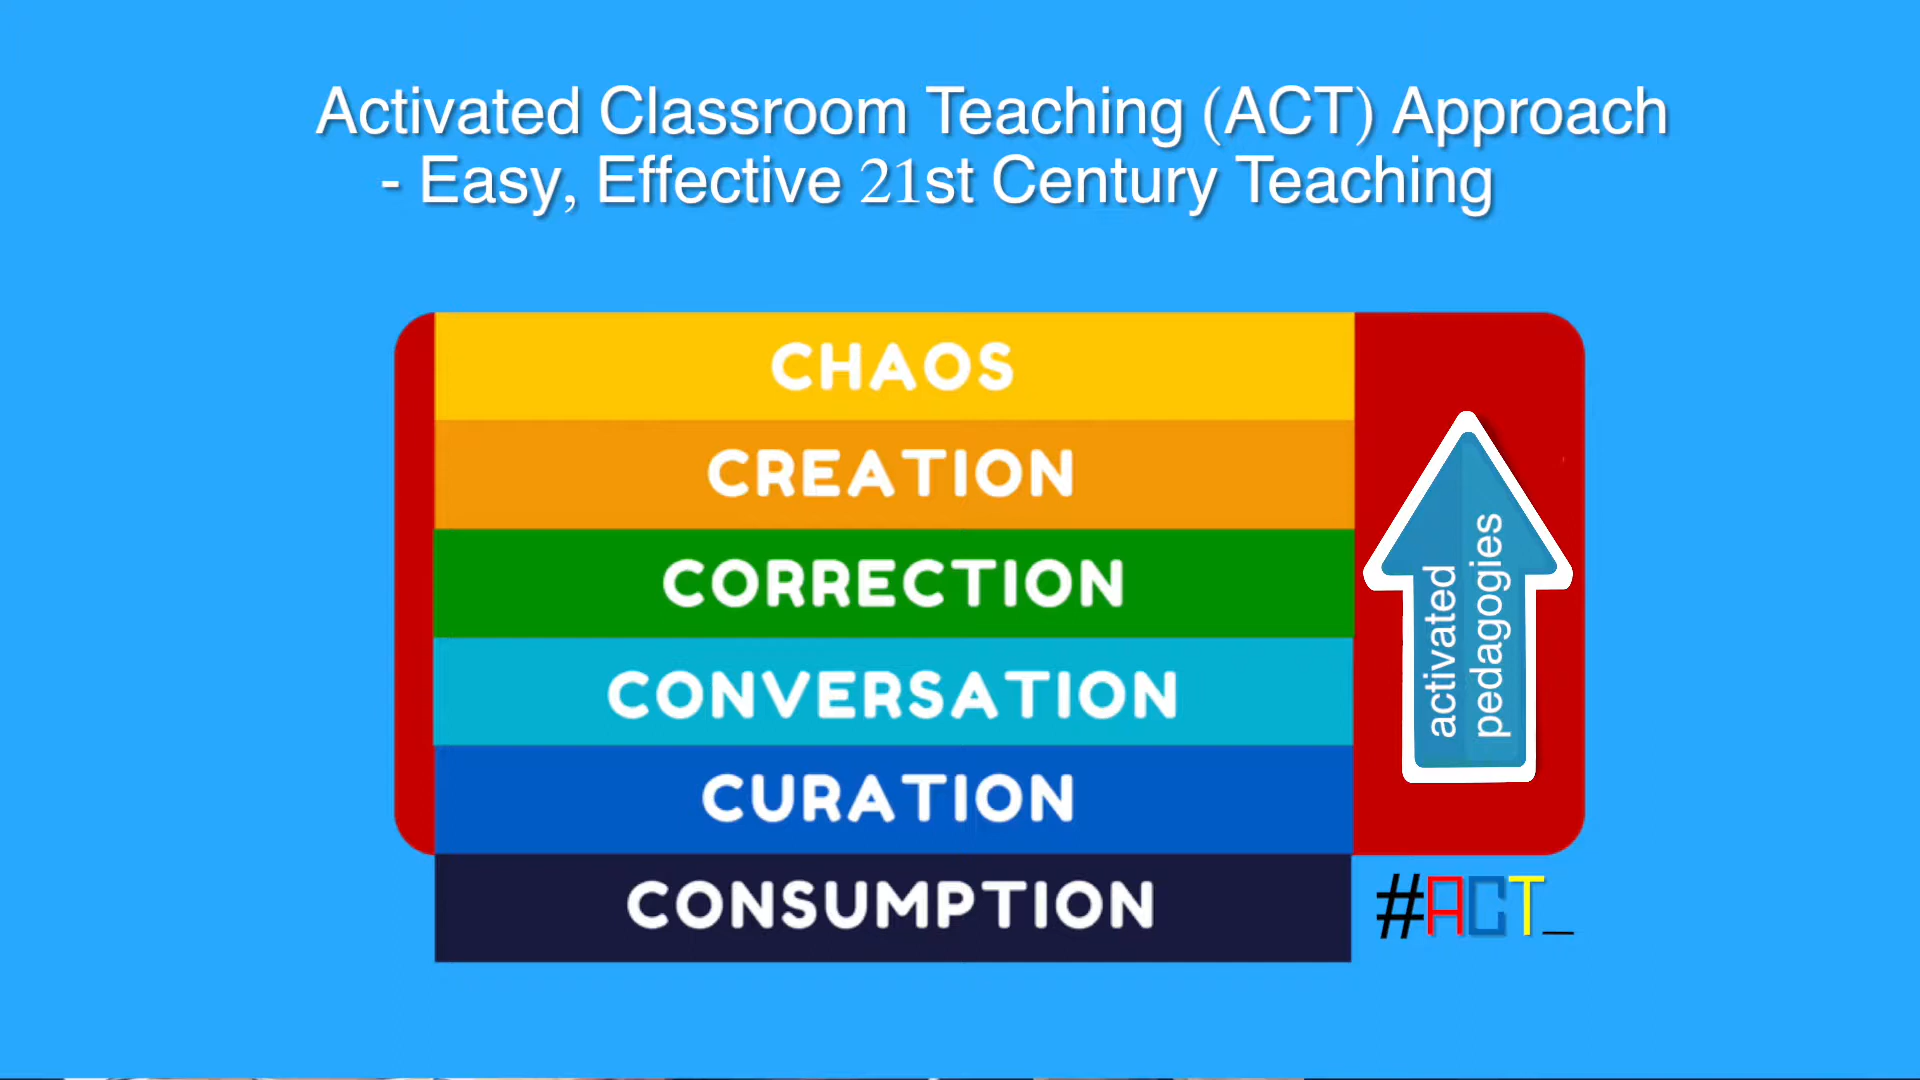 Activated Classroom Teaching (ACT) Approach
- Easy, Effective 21st Century Teaching
CHAOS
CREATION
CORRECTION
CONVERSATION
CURATION
CONSUMPTION
activated
pedagogies
#ACT_